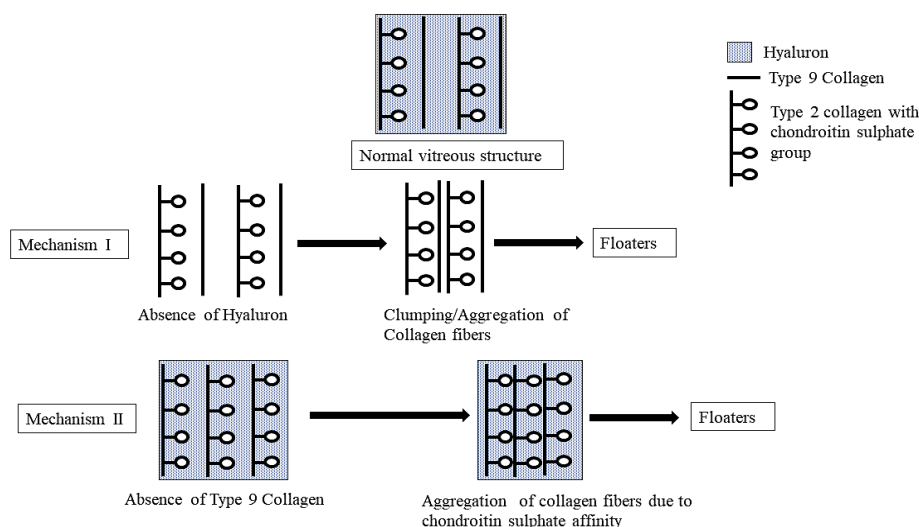 Hyaluron
Type 9 Collagen
Type 2 collagen with
chondroitin sulphate
group
Normal vitreous structure
Mechanism I
Floaters
Absence of Hyaluron
Clumping/Aggregation of
Collagen fibers
Mechanism II
Floaters
Absence of Type 9 Collagen
Aggregation of collagen fibers due to
chondroitin sulphate affinity